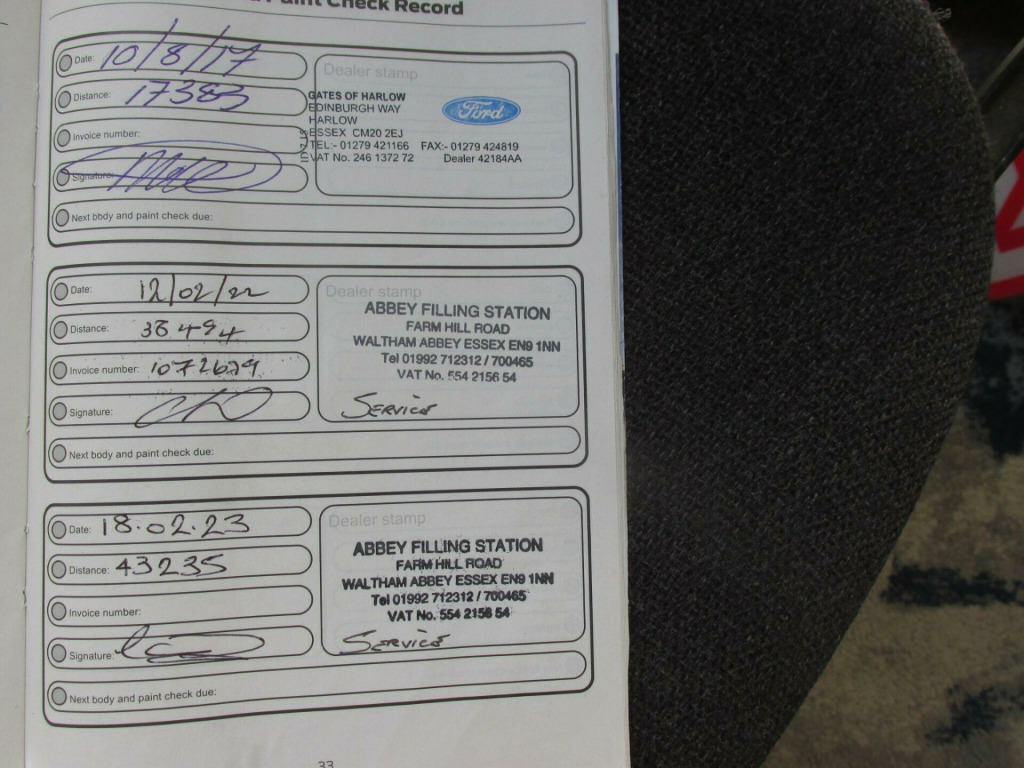 Paint Check Record
Date: 10/8/17
Distance: 17383
Invoice number:
Signature:
Next body and paint check due:
Dealer stamp
GATES OF HARLOW
EDINBURGH WAY
HARLOW
ESSEX CM20 2EJ
TEL:- 01279 421166 FAX:- 01279 424819
VAT No. 246 1372 72 Dealer 42184AA
Ford
Date: 12/02/22
Distance: 38494
Invoice number: 1072629
Signature:
Next body and paint check due:
Dealer stamp
ABBEY FILLING STATION
FARM HILL ROAD
WALTHAM ABBEY ESSEX EN9 1NN
Tel 01992 712312 / 700465
VAT No. 554 2156 54
SERVICE
Date: 18.02.23
Distance: 43235
Invoice number:
Signature:
Next body and paint check due:
Dealer stamp
ABBEY FILLING STATION
FARM HILL ROAD
WALTHAM ABBEY ESSEX EN9 1NN
Tel 01992 712312 / 700465
VAT No. 554 2156 54
SERVICE
33